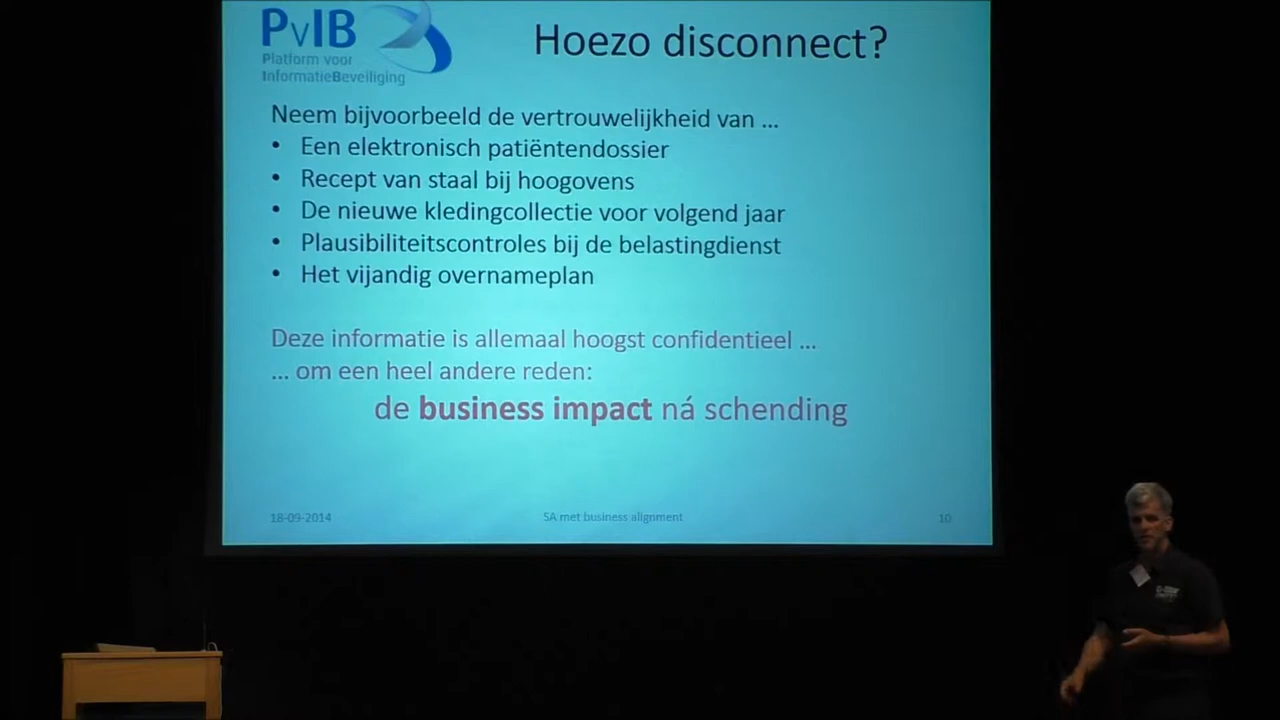 PvIB
Platform voor
InformatieBeveiliging
Hoezo disconnect?
Neem bijvoorbeeld de vertrouwelijkheid van ...
• Een elektronisch patiëntendossier
• Recept van staal bij hoogovens
• De nieuwe kledingcollectie voor volgend jaar
• Plausibiliteitscontroles bij de belastingdienst
• Het vijandig overnameplan
Deze informatie is allemaal hoogst confidentieel ...
... om een heel andere reden:
de business impact ná schending
18-09-2014
SA met business alignment
10